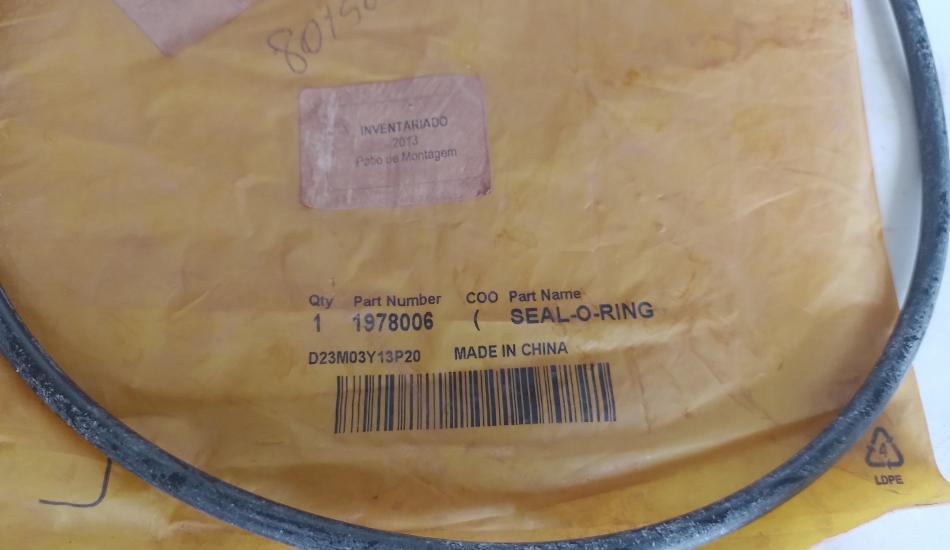 INVENTARIADO
2013
Patio de Montagem
Qty Part Number COO Part Name
1 1978006 ( SEAL-O-RING
D23M03Y13P20 MADE IN CHINA
4
LDPE